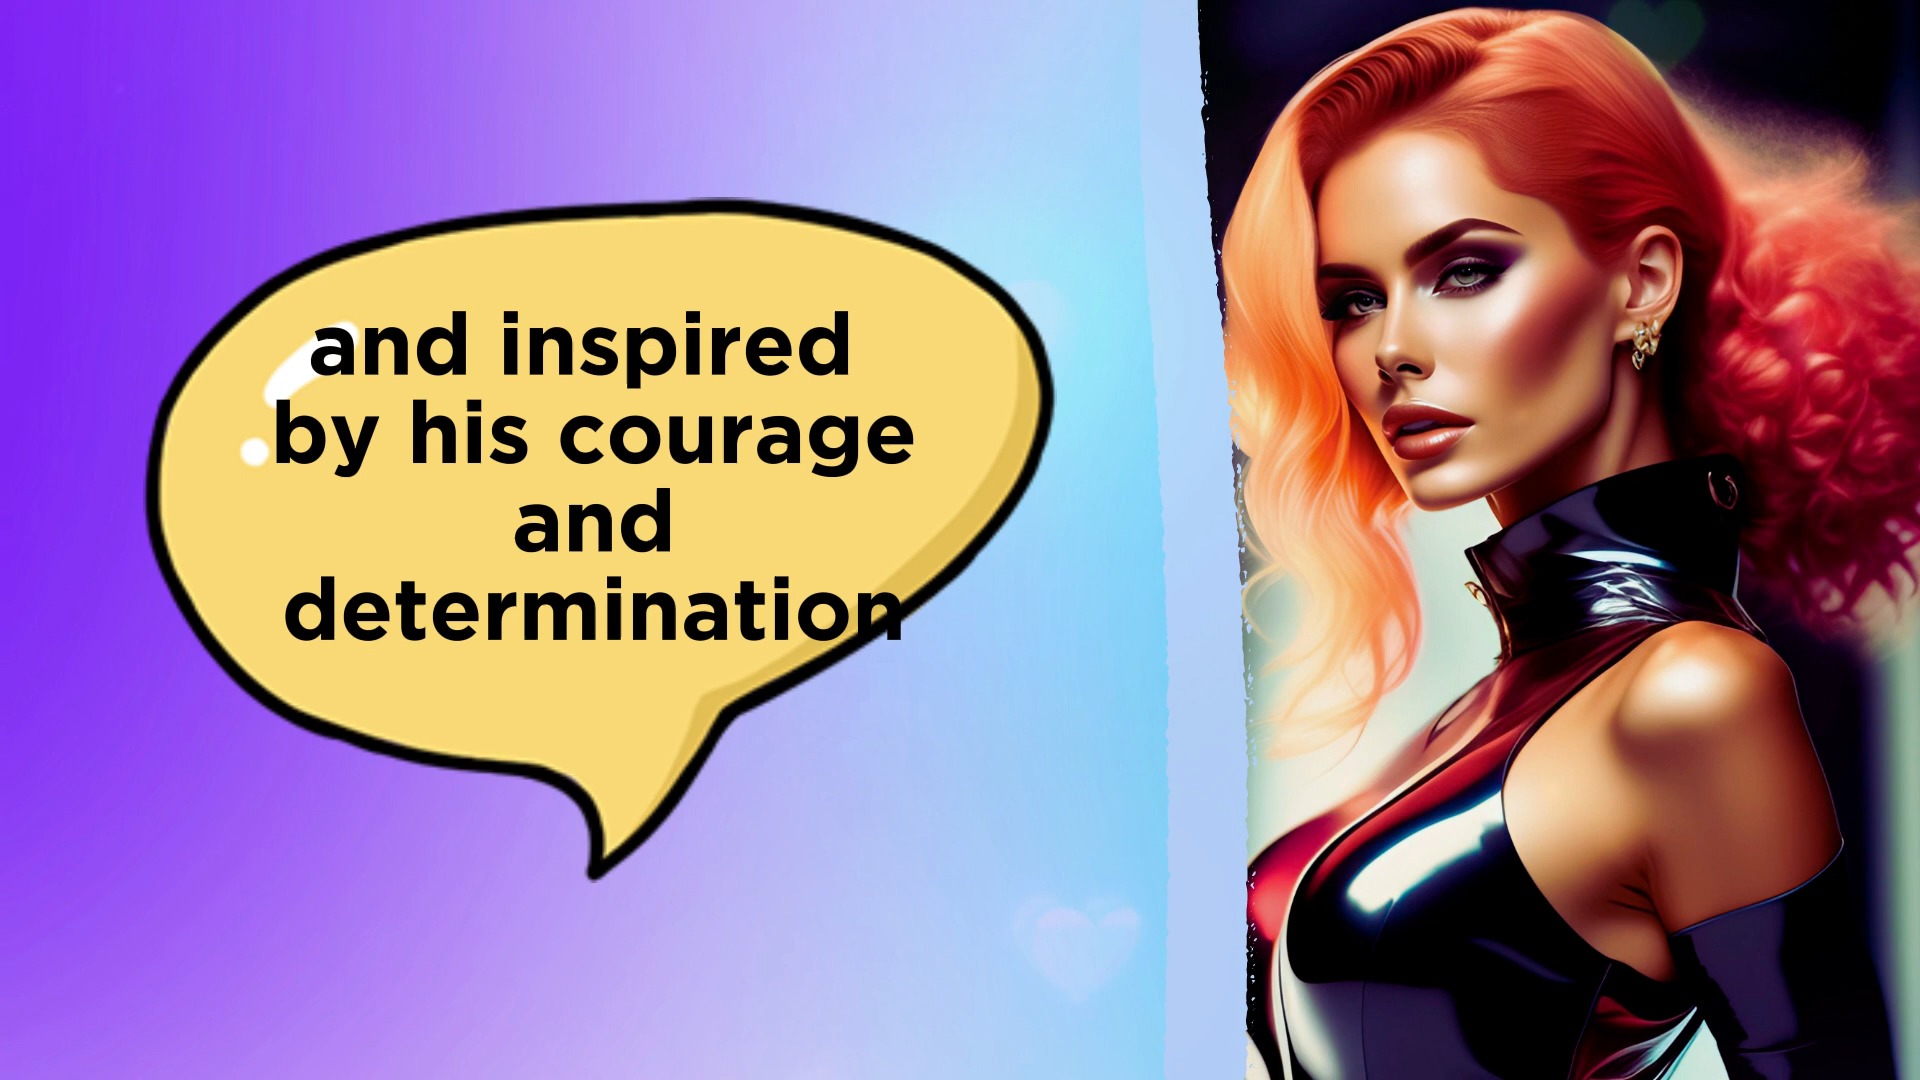 and inspired
by his courage
and
determination